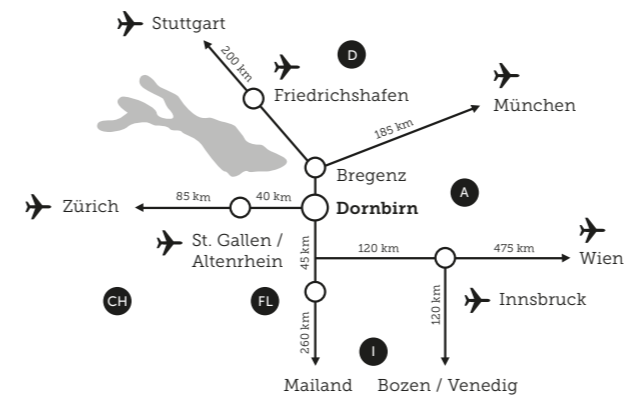 Stuttgart
200 km
D
Friedrichshafen
München
185 km
Bregenz
A
85 km
40 km
Zürich
Dornbirn
St. Gallen /
Altenrhein
45 km
120 km
475 km
Wien
CH
FL
Innsbruck
120 km
260 km
I
Mailand
Bozen / Venedig